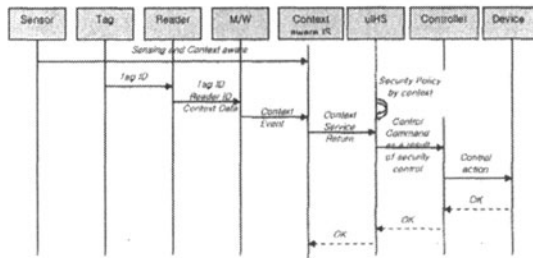 Sensor
Tag
Reader
M/W
Context
aware IS
uIHS
Controller
Device
Sensing and Context aware
Tag ID
Tag ID
Reader ID
Context Data
Context
Event
Context
Service
Return
Security Policy
by context
Control
Command
as a result
of security
control
Control
action
OK
OK
OK